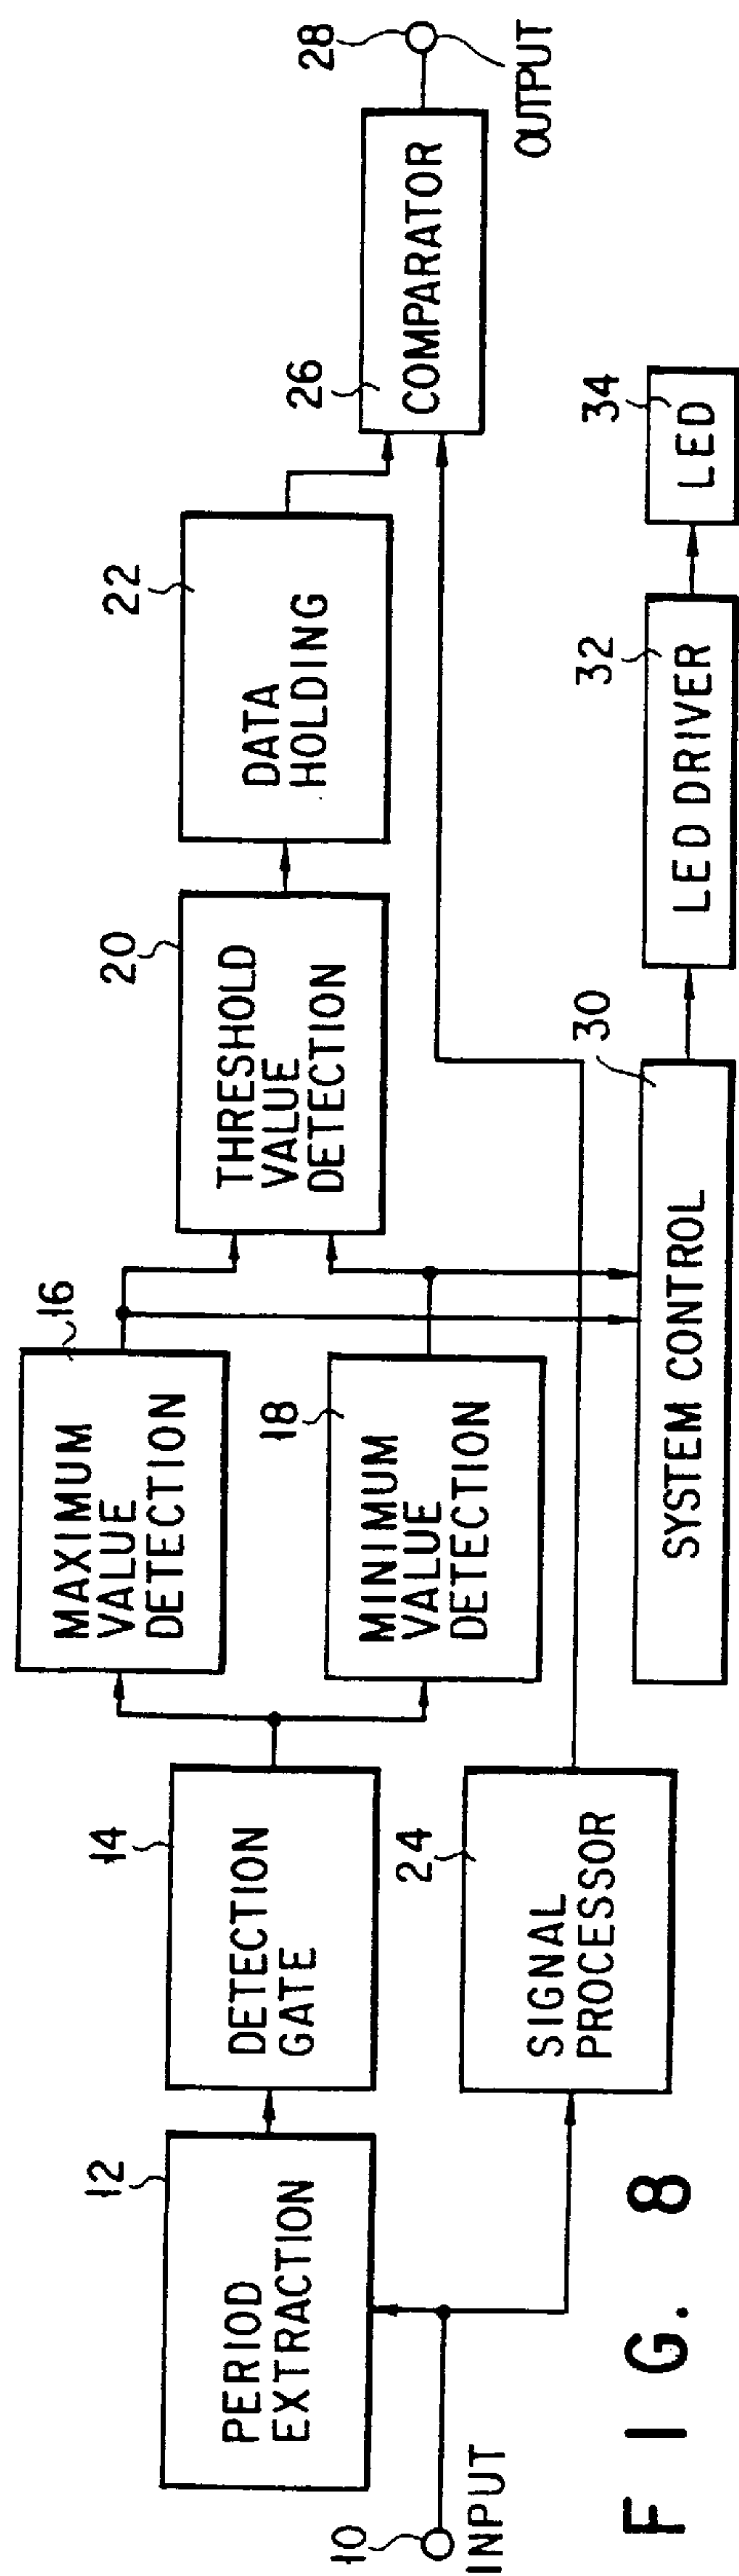 10
INPUT
12
PERIOD
EXTRACTION
14
DETECTION
GATE
16
MAXIMUM
VALUE
DETECTION
18
MINIMUM
VALUE
DETECTION
20
THRESHOLD
VALUE
DETECTION
22
DATA
HOLDING
24
SIGNAL
PROCESSOR
26
COMPARATOR
28
OUTPUT
30
SYSTEM CONTROL
32
LED DRIVER
34
LED
FIG. 8